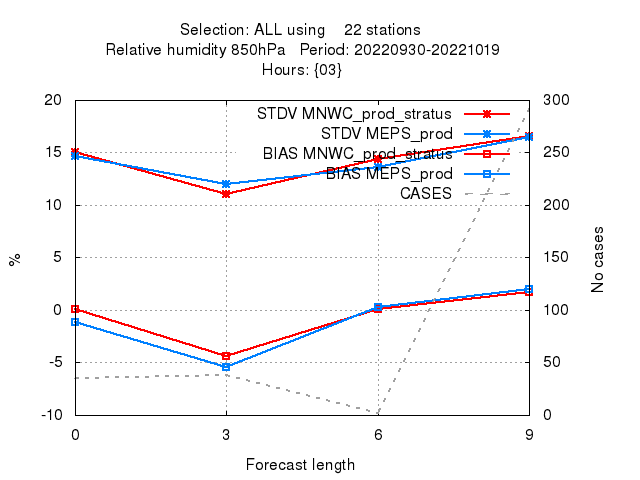 Selection: ALL using    22 stations
Relative humidity 850hPa   Period: 20220930-20221019
Hours: {03}
20
15
10
5
0
-5
-10
%
STDV MNWC_prod_stratus
STDV MEPS_prod
BIAS MNWC_prod_stratus
BIAS MEPS_prod
CASES
300
250
200
150
100
50
0
No cases
0 3 6 9
Forecast length